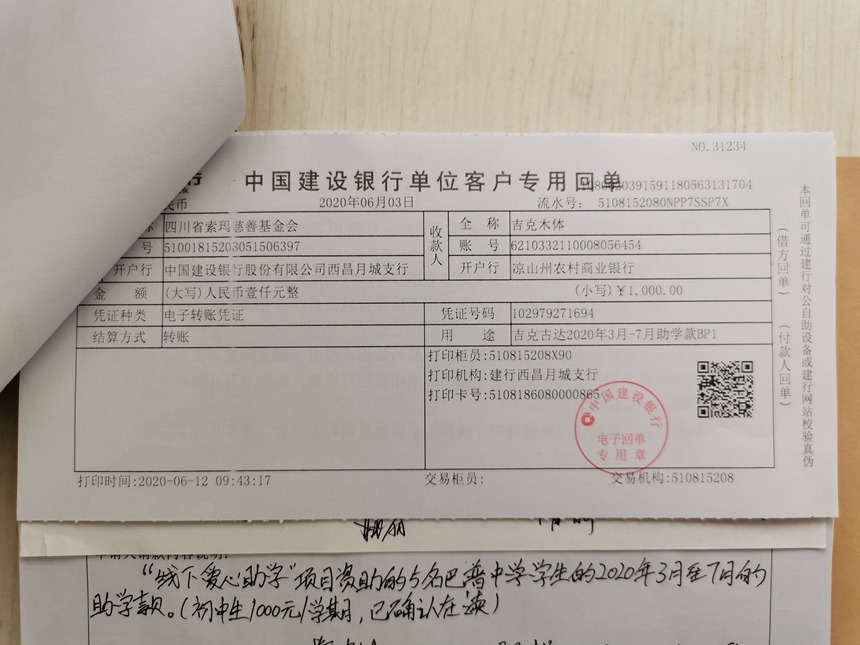 NO.31234
中国建设银行单位客户专用回单
币 2020年06月03日 流水号: 5108152080NPP7SSP7X
四川省索玛慈善基金会 收款人 全 称 吉克木体
号 51001815203051506397 账 号 6210332110008056454
开户行 中国建设银行股份有限公司西昌月城支行 开户行 凉山州农村商业银行
金 额 (大写)人民币壹仟元整 (小写)¥1,000.00
凭证种类 电子转账凭证 凭证号码 102979271694
结算方式 转账 用 途 吉克古达2020年3月-7月助学款BP1
打印柜员:510815208X90
打印机构:建行西昌月城支行
打印卡号:5108186080000865
中国建设银行
电子回单
专用章
打印时间:2020-06-12 09:43:17 交易柜员: 交易机构:510815208
(借方回单) (付款人回单)
本回单可通过建行对公自助设备或建行网站校验真伪
“线下爱心助学”项目资助的5名巴普中学学生的2020年3月至7月的
助学款。(初中生1000元/学期,已确认在读)